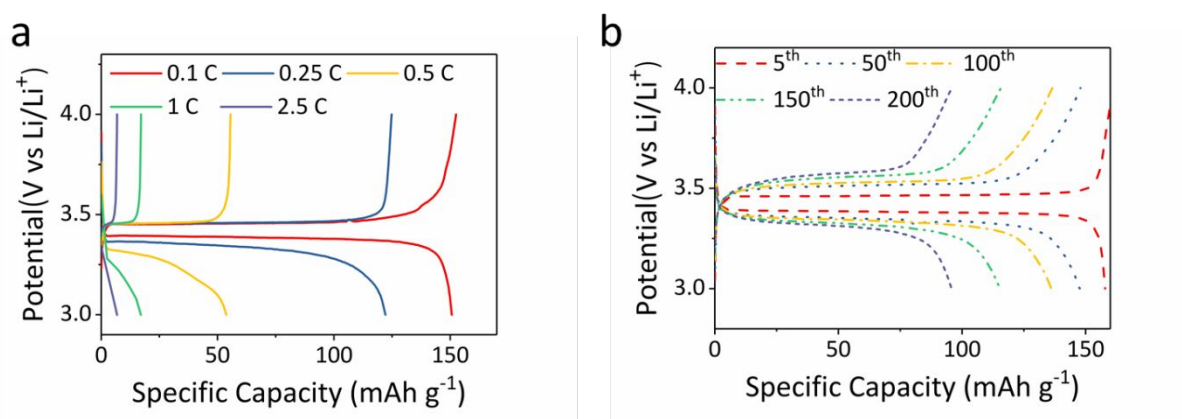 a
0.1 C 0.25 C 0.5 C
1 C 2.5 C
4.0
3.5
3.0
0 50 100 150
Potential(V vs Li/Li+)
Specific Capacity (mAh g-1)
b
5th 50th 100th
150th 200th
4.0
3.5
3.0
0 50 100 150
Potential(V vs Li/Li+)
Specific Capacity (mAh g-1)